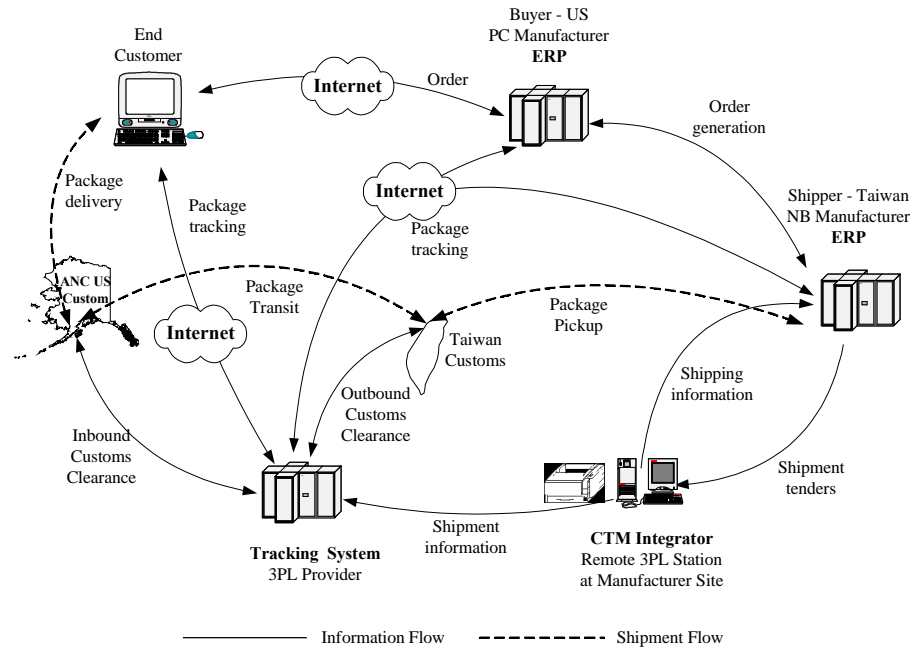 Buyer - US
PC Manufacturer
ERP
End
Customer
Internet
Order
Order
generation
Package
delivery
Package
tracking
Internet
Package
tracking
Shipper - Taiwan
NB Manufacturer
ERP
ANC US
Custom
Package
Transit
Internet
Taiwan
Customs
Package
Pickup
Shipping
information
Outbound
Customs
Clearance
Inbound
Customs
Clearance
Shipment
tenders
Shipment
information
Tracking System
3PL Provider
CTM Integrator
Remote 3PL Station
at Manufacturer Site
Information Flow
Shipment Flow